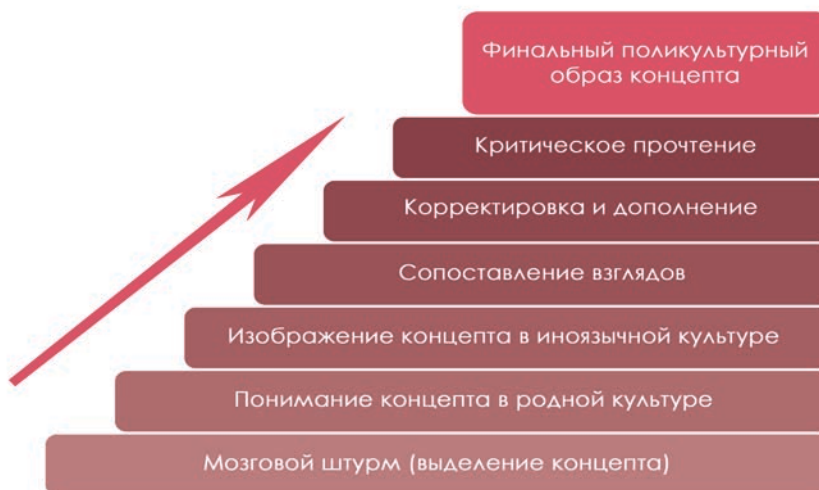 Финальный поликультурный
образ концепта
Критическое прочтение
Корректировка и дополнение
Сопоставление взглядов
Изображение концепта в иноязычной культуре
Понимание концепта в родной культуре
Мозговой штурм (выделение концепта)